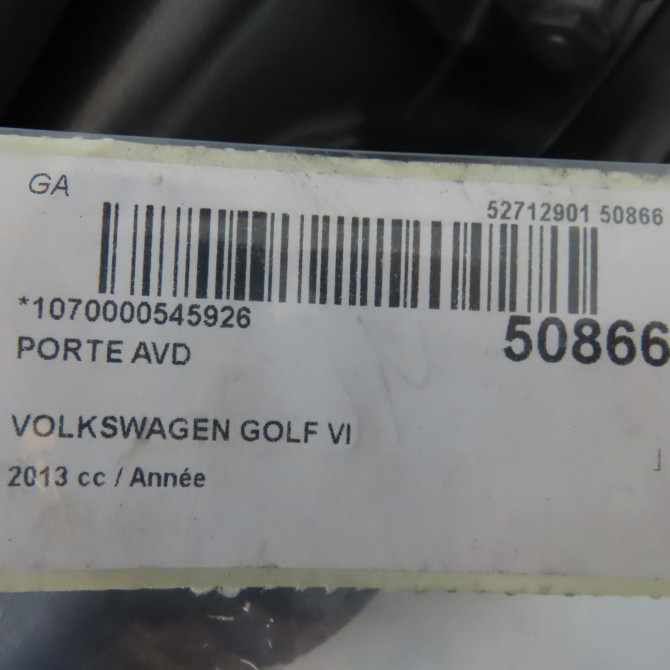 GA
52712901 50866
*1070000545926
50866
PORTE AVD
VOLKSWAGEN GOLF VI
2013 cc / Année